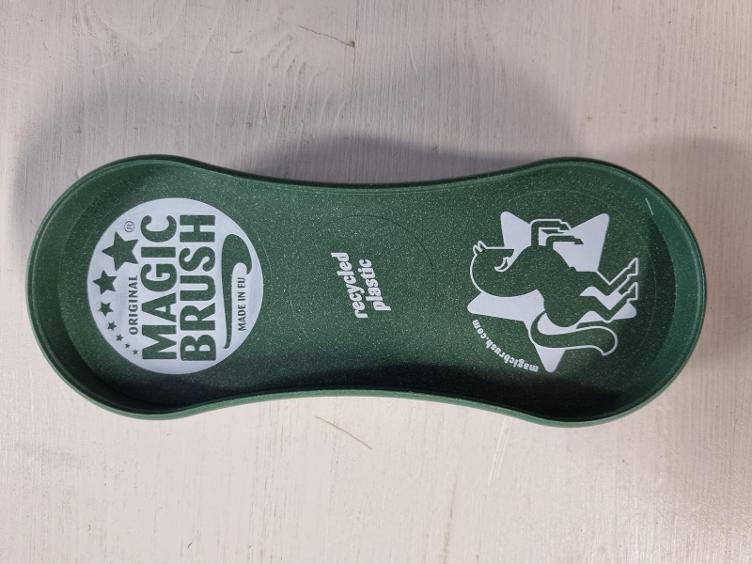 ORIGINAL
MAGIC
BRUSH
®
MADE IN EU
recycled
plastic
magicbrush.com